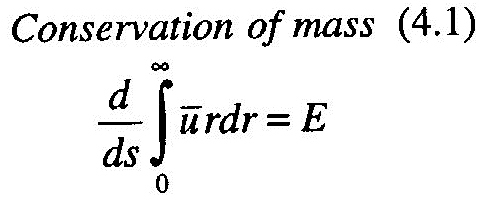 Conservation of mass (4.1)
d/ds ∫₀^∞ ū r dr = E